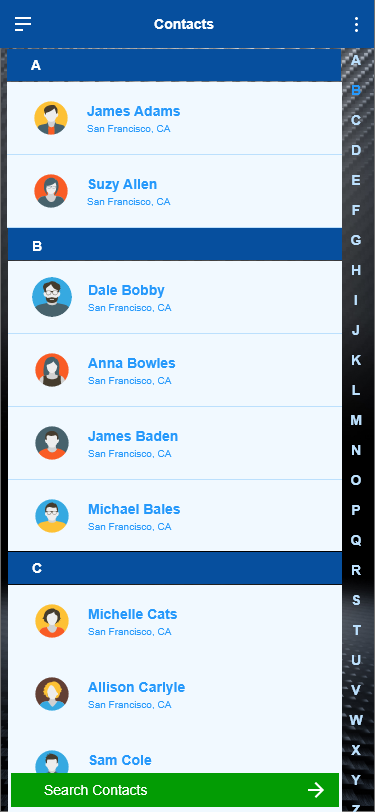 Contacts
A
James Adams
San Francisco, CA
Suzy Allen
San Francisco, CA
B
Dale Bobby
San Francisco, CA
Anna Bowles
San Francisco, CA
James Baden
San Francisco, CA
Michael Bales
San Francisco, CA
C
Michelle Cats
San Francisco, CA
Allison Carlyle
San Francisco, CA
Sam Cole
Search Contacts
A
B
C
D
E
F
G
H
I
J
K
L
M
N
O
P
Q
R
S
T
U
V
W
X
Y
Z